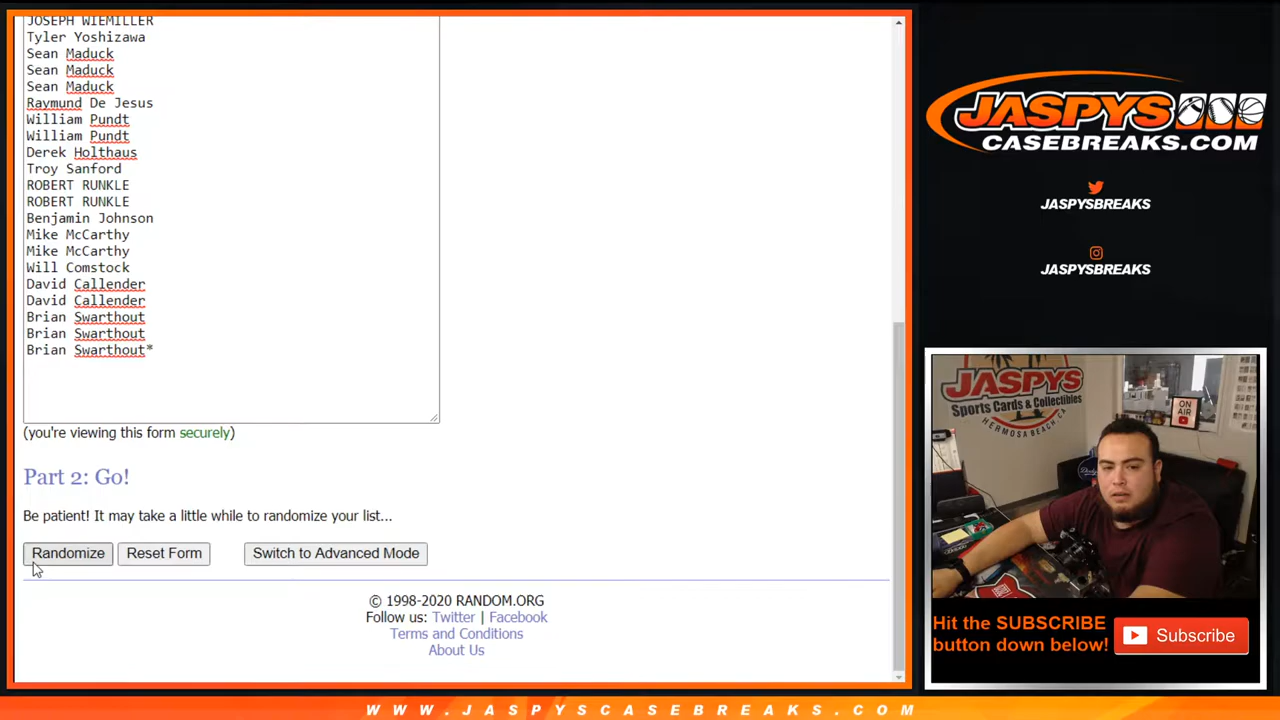 JOSEPH WIEMILLER
Tyler Yoshizawa
Sean Maduck
Sean Maduck
Sean Maduck
Raymund De Jesus
William Pundt
William Pundt
Derek Holthaus
Troy Sanford
ROBERT RUNKLE
ROBERT RUNKLE
Benjamin Johnson
Mike McCarthy
Mike McCarthy
Will Comstock
David Callender
David Callender
Brian Swarthout
Brian Swarthout
Brian Swarthout*
(you're viewing this form securely)
Part 2: Go!
Be patient! It may take a little while to randomize your list...
Randomize Reset Form Switch to Advanced Mode
© 1998-2020 RANDOM.ORG
Follow us: Twitter | Facebook
Terms and Conditions
About Us
JASPYS
CASEBREAKS.COM
JASPYSBREAKS
JASPYSBREAKS
JASPYS
Sports Cards & Collectibles
HERMOSA BEACH, CA
ON
AIR
Hit the SUBSCRIBE
button down below!
Subscribe
WWW.JASPYSCASEBREAKS.COM